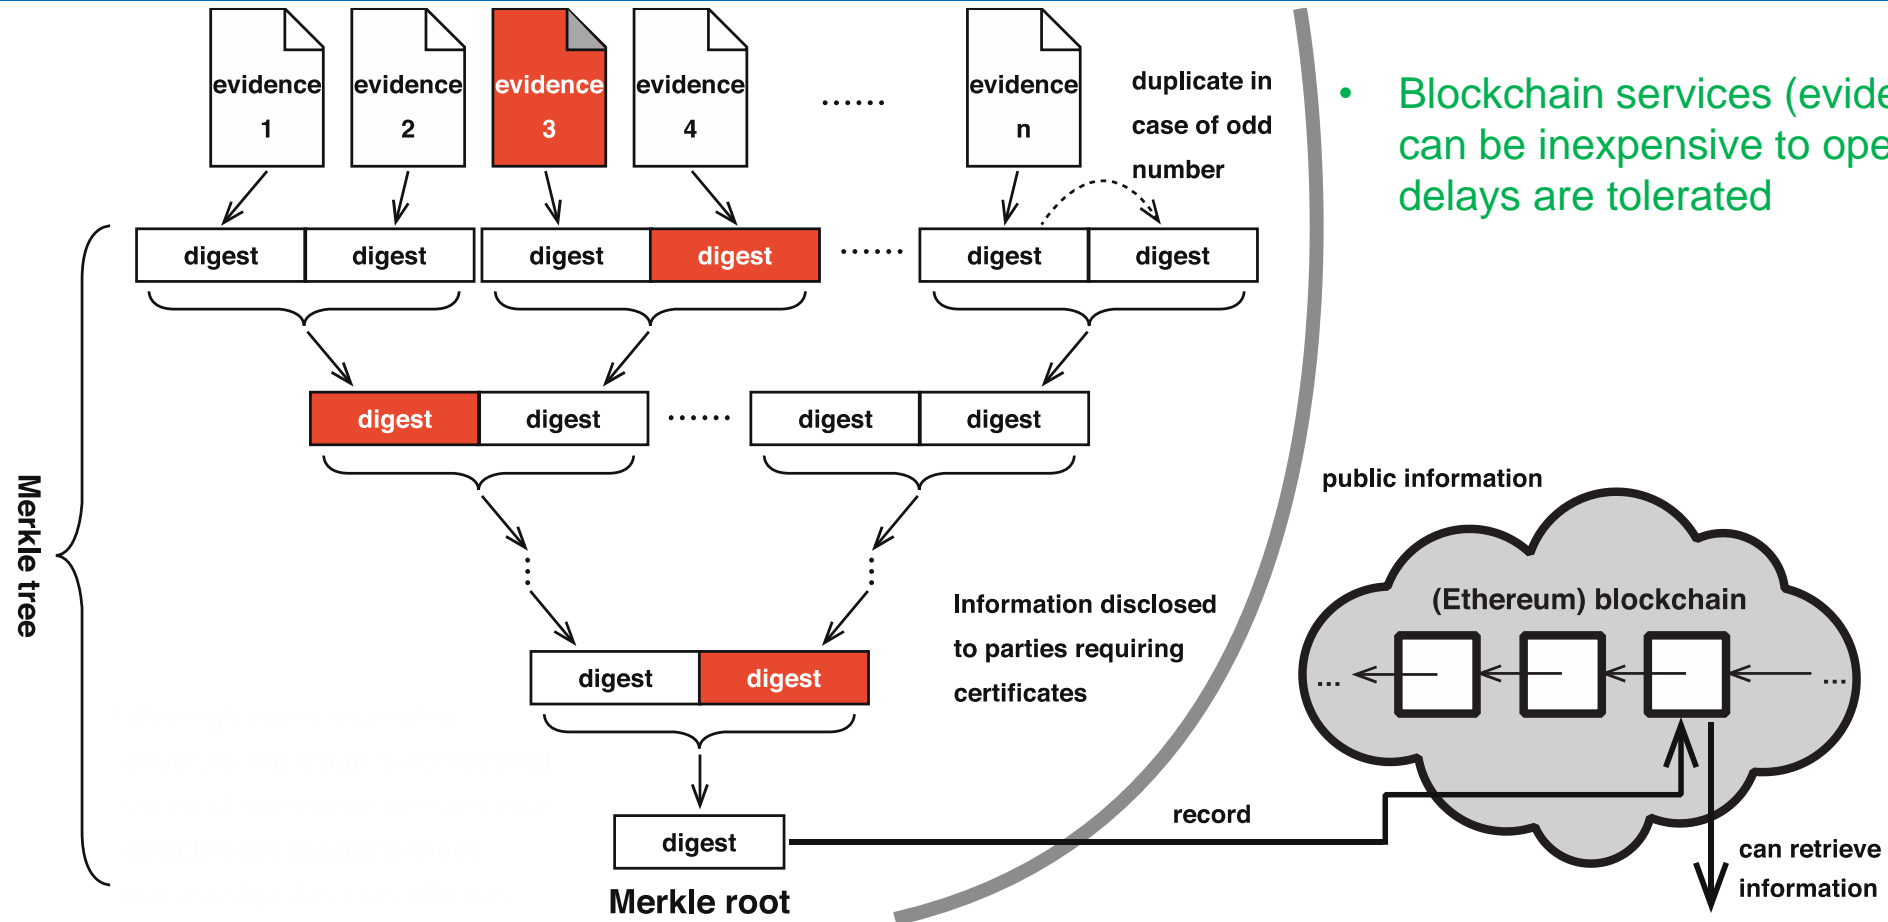 evidence
1
evidence
2
evidence
3
evidence
4
......
evidence
n
duplicate in
case of odd
number
• Blockchain services (evide
can be inexpensive to ope
delays are tolerated
digest
digest
digest
digest
......
digest
digest
digest
digest
......
digest
digest
Merkle tree
public information
(Ethereum) blockchain
...
...
Information disclosed
to parties requiring
certificates
digest
digest
record
digest
Merkle root
can retrieve
information